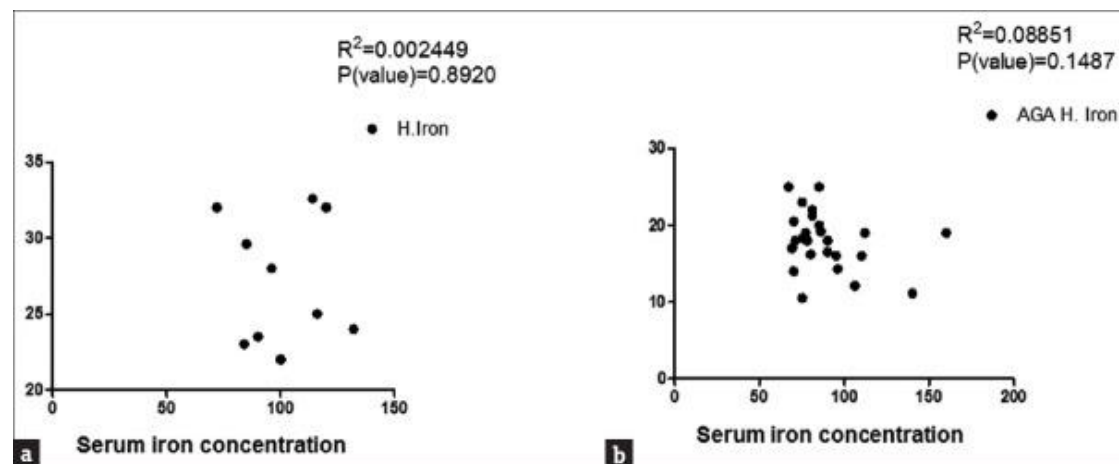 R²=0.002449
P(value)=0.8920
H.Iron
35
30
25
20
0
50
100
150
Serum iron concentration
a
R²=0.08851
P(value)=0.1487
AGA H. Iron
30
20
10
0
0
50
100
150
200
Serum iron concentration
b